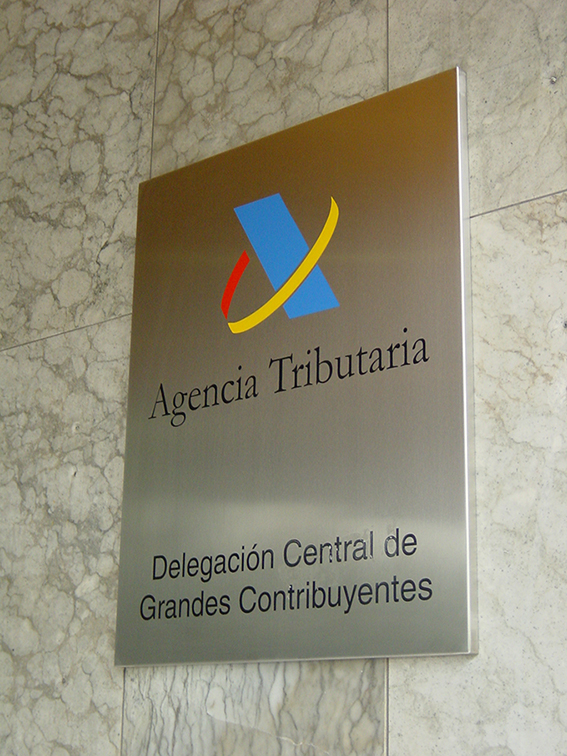 Agencia Tributaria
Delegación Central de
Grandes Contribuyentes